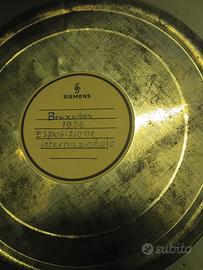 SIEMENS
Bruxelles
1958
Esposizione
internazionale
subito